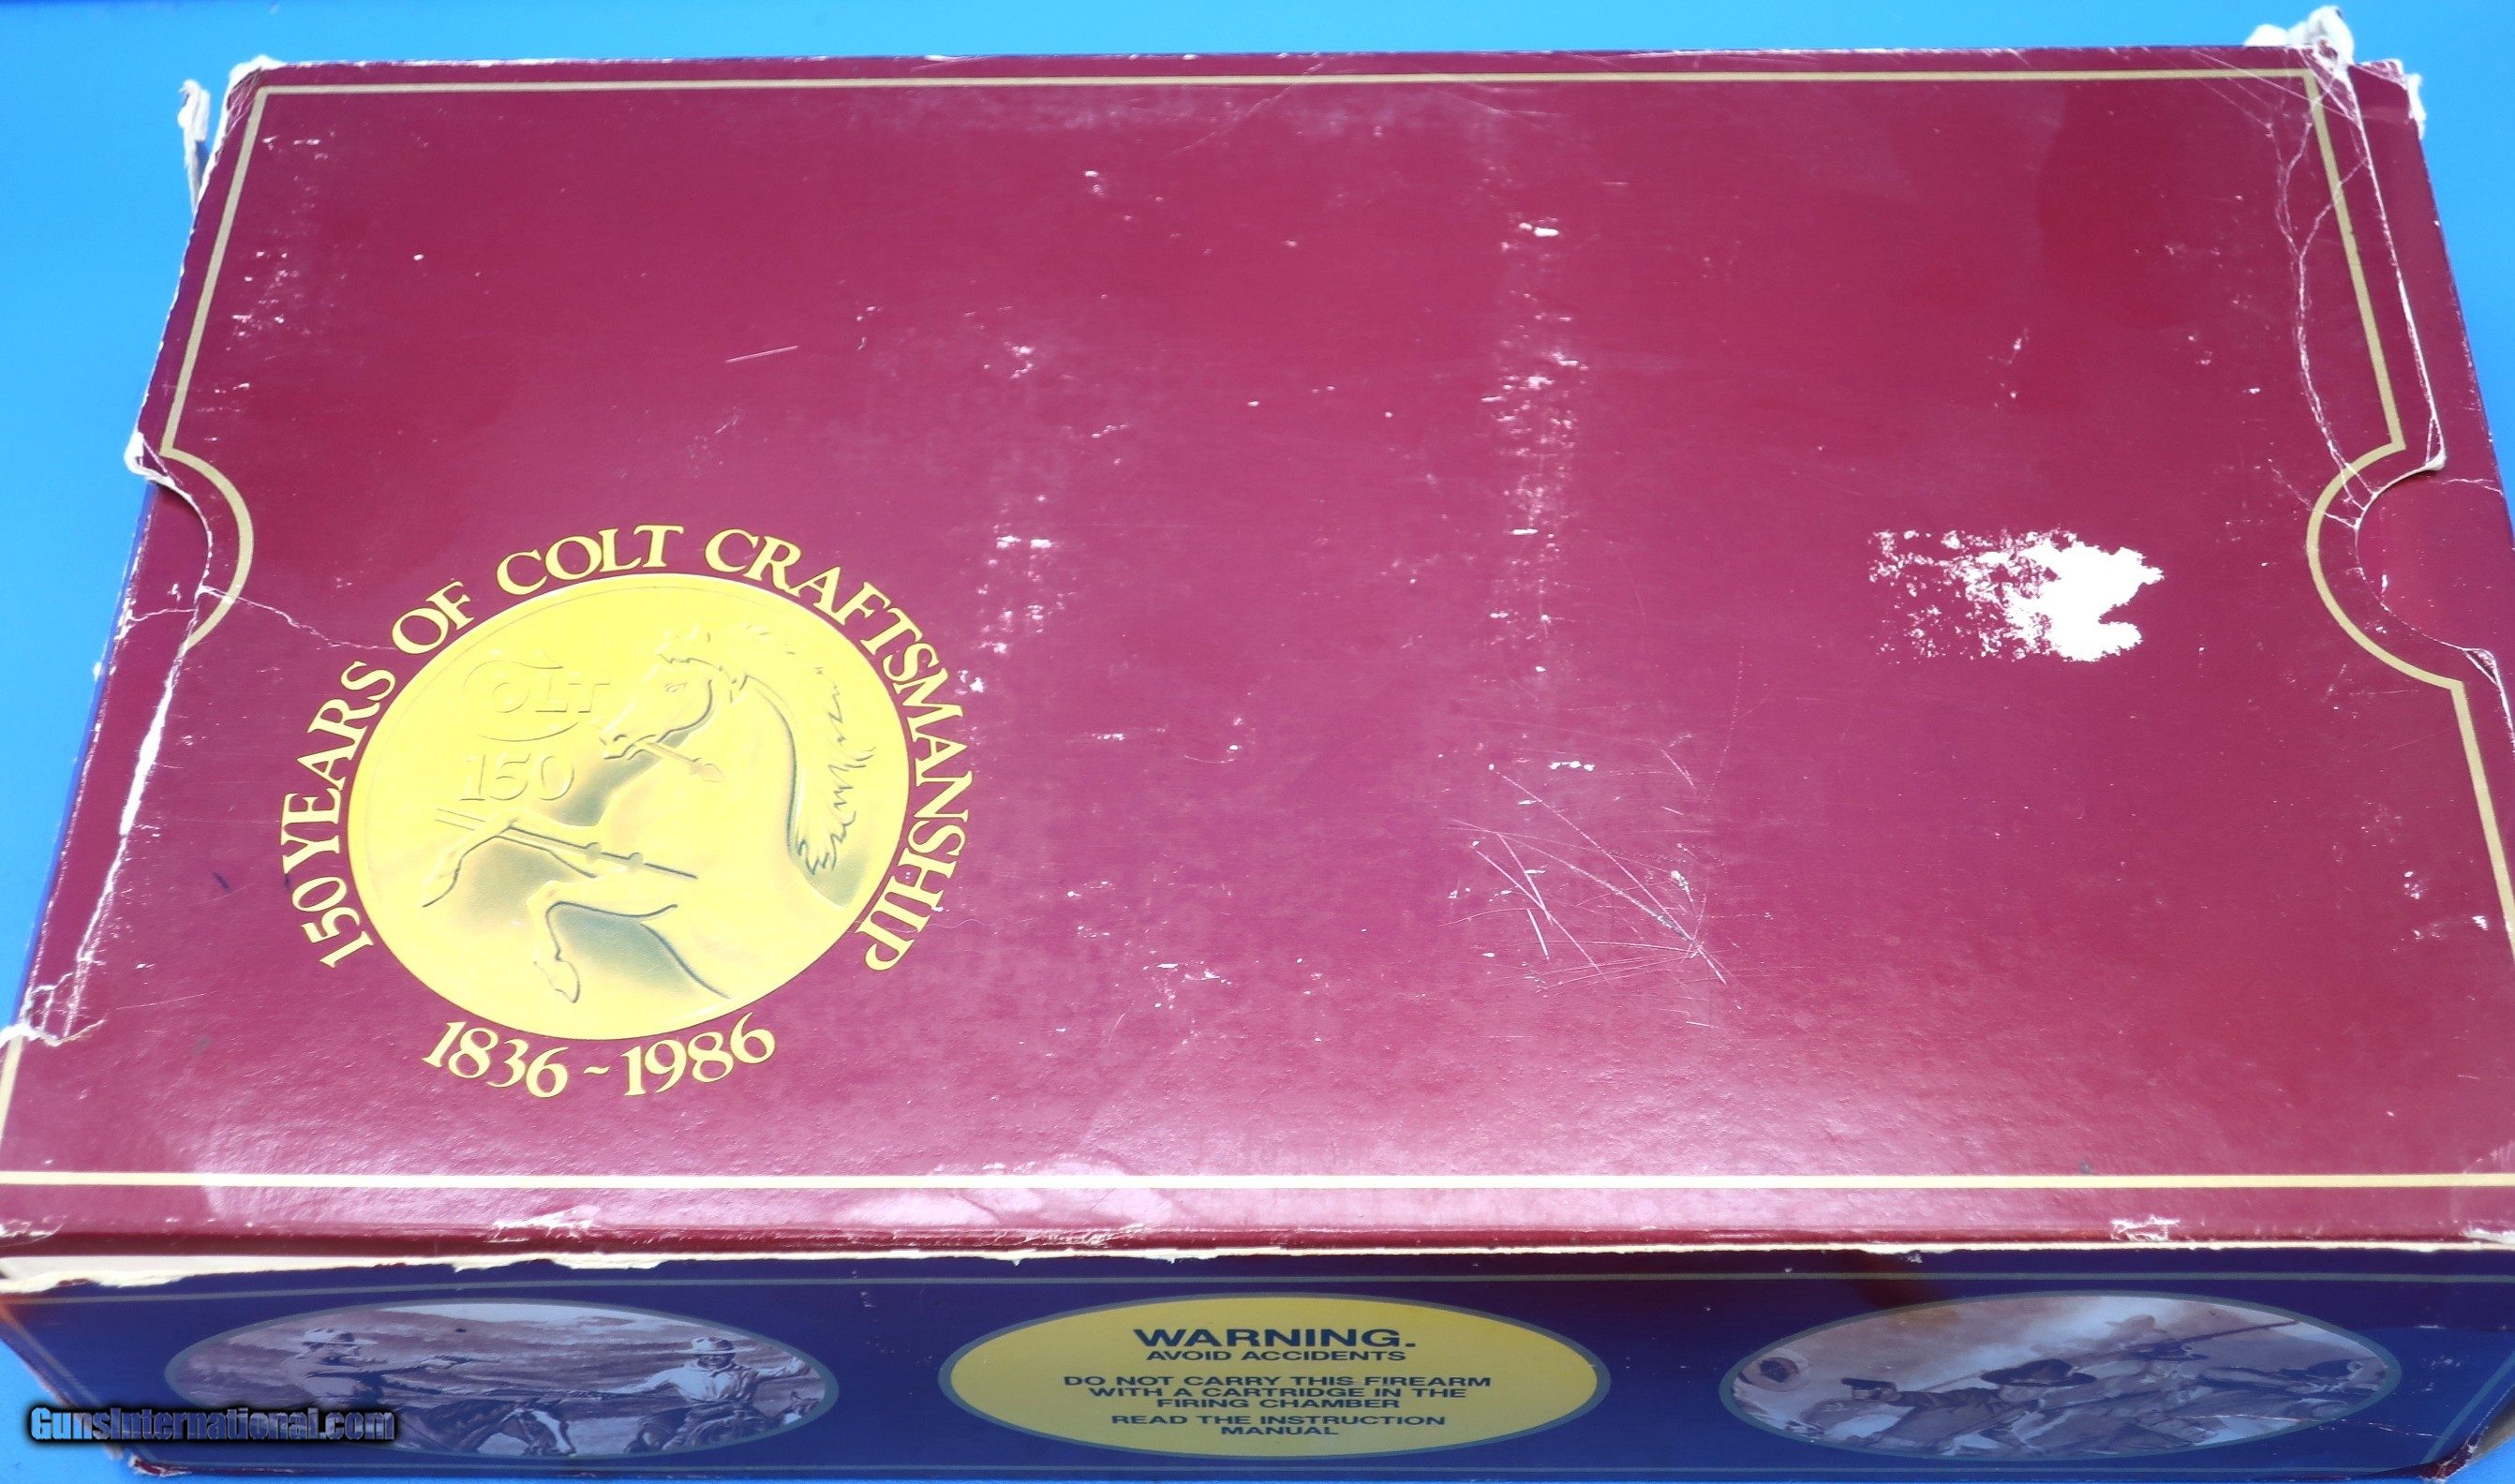 150 YEARS OF COLT CRAFTSMANSHIP
COLT
150
1836~1986
WARNING.
AVOID ACCIDENTS
DO NOT CARRY THIS FIREARM
WITH A CARTRIDGE IN THE
FIRING CHAMBER
READ THE INSTRUCTION
MANUAL
GunsInternational.com